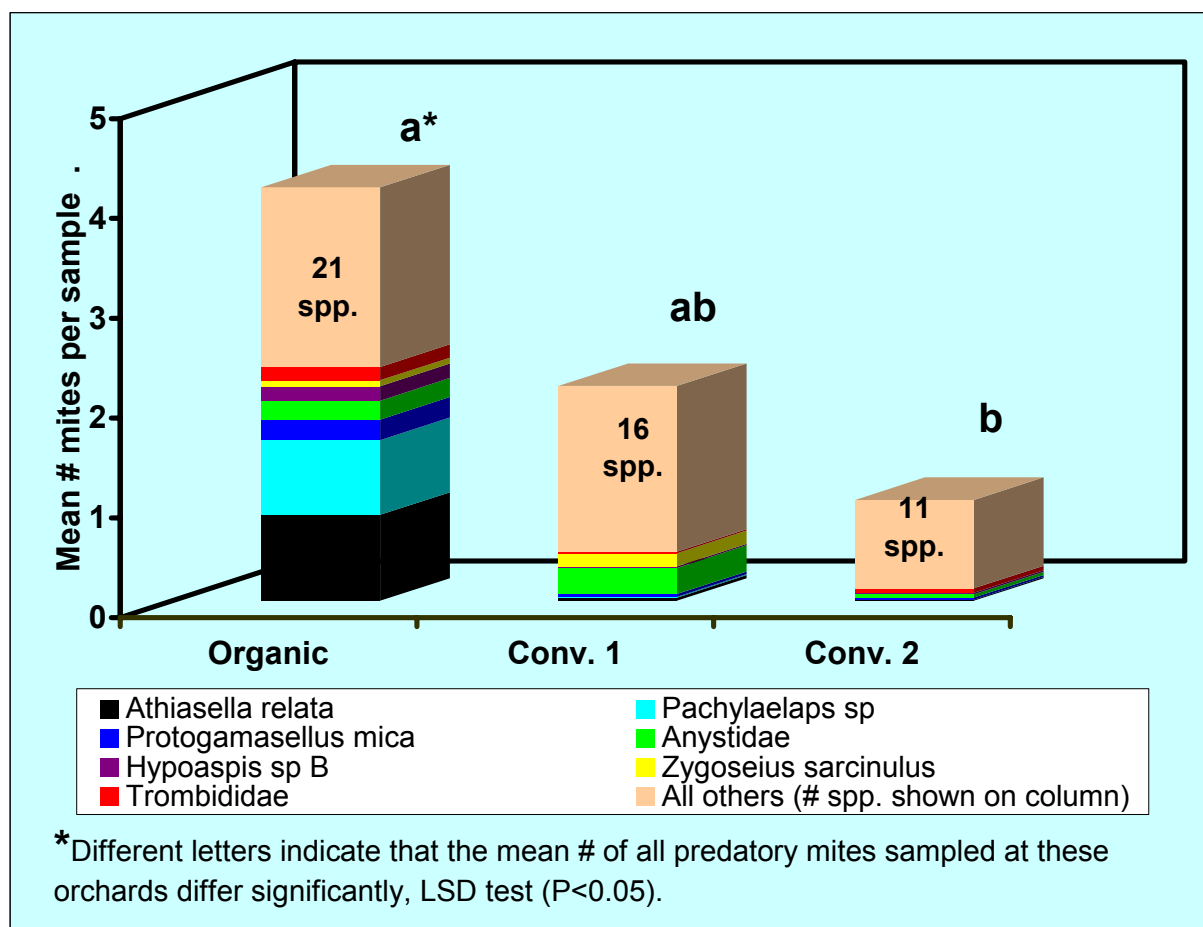 Mean # mites per sample .
5
4
3
2
1
0
a*
ab
b
21
spp.
16
spp.
11
spp.
Organic
Conv. 1
Conv. 2
Athiasella relata
Pachylaelaps sp
Protogamasellus mica
Anystidae
Hypoaspis sp B
Zygoseius sarcinulus
Trombididae
All others (# spp. shown on column)
*Different letters indicate that the mean # of all predatory mites sampled at these
orchards differ significantly, LSD test (P<0.05).